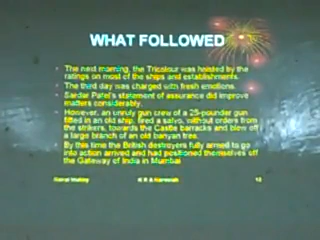 WHAT FOLLOWED
The next morning, the Tricolour was hoisted by the
ratings on most of the ships and establishments.
The third day was charged with fresh emotions.
Sardar Patel's statement of assurance did improve
matters considerably.
However, an unruly gun crew of a 25-pounder gun
fitted in an old ship, fired a salvo, without orders from
the strikers, towards the Castle barracks and blew off
a large branch of an old banyan tree.
By this time the British destroyers fully armed to go
into action arrived and had positioned themselves off
the Gateway of India in Mumbai
Naval Mutiny